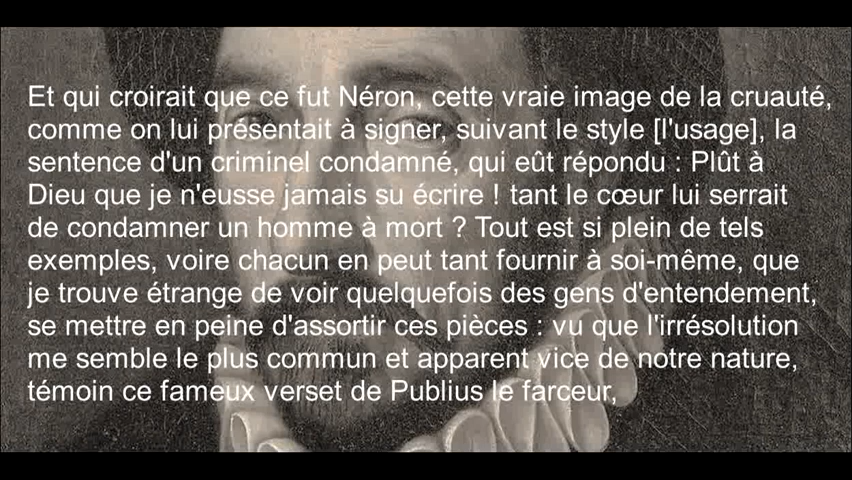 Et qui croirait que ce fut Néron, cette vraie image de la cruauté,
comme on lui présentait à signer, suivant le style [l'usage], la
sentence d'un criminel condamné, qui eût répondu : Plût à
Dieu que je n'eusse jamais su écrire ! tant le cœur lui serrait
de condamner un homme à mort ? Tout est si plein de tels
exemples, voire chacun en peut tant fournir à soi-même, que
je trouve étrange de voir quelquefois des gens d'entendement,
se mettre en peine d'assortir ces pièces : vu que l'irrésolution
me semble le plus commun et apparent vice de notre nature,
témoin ce fameux verset de Publius le farceur,